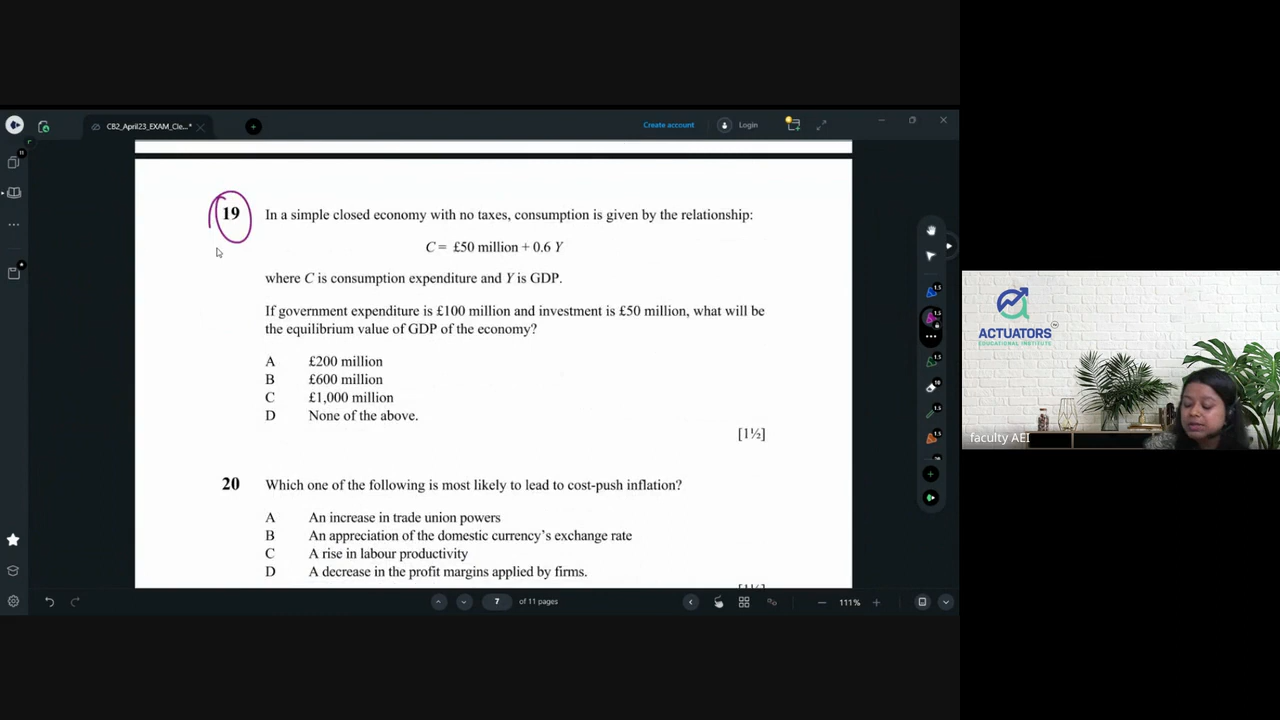 CB2_April23_EXAM_Cle...*
Create account
Login
19 In a simple closed economy with no taxes, consumption is given by the relationship:
C = £50 million + 0.6 Y
where C is consumption expenditure and Y is GDP.
If government expenditure is £100 million and investment is £50 million, what will be
the equilibrium value of GDP of the economy?
A £200 million
B £600 million
C £1,000 million
D None of the above.
[1½]
20 Which one of the following is most likely to lead to cost-push inflation?
A An increase in trade union powers
B An appreciation of the domestic currency's exchange rate
C A rise in labour productivity
D A decrease in the profit margins applied by firms.
7 of 11 pages
111%
ACTUATORS
EDUCATIONAL INSTITUTE
faculty AEI